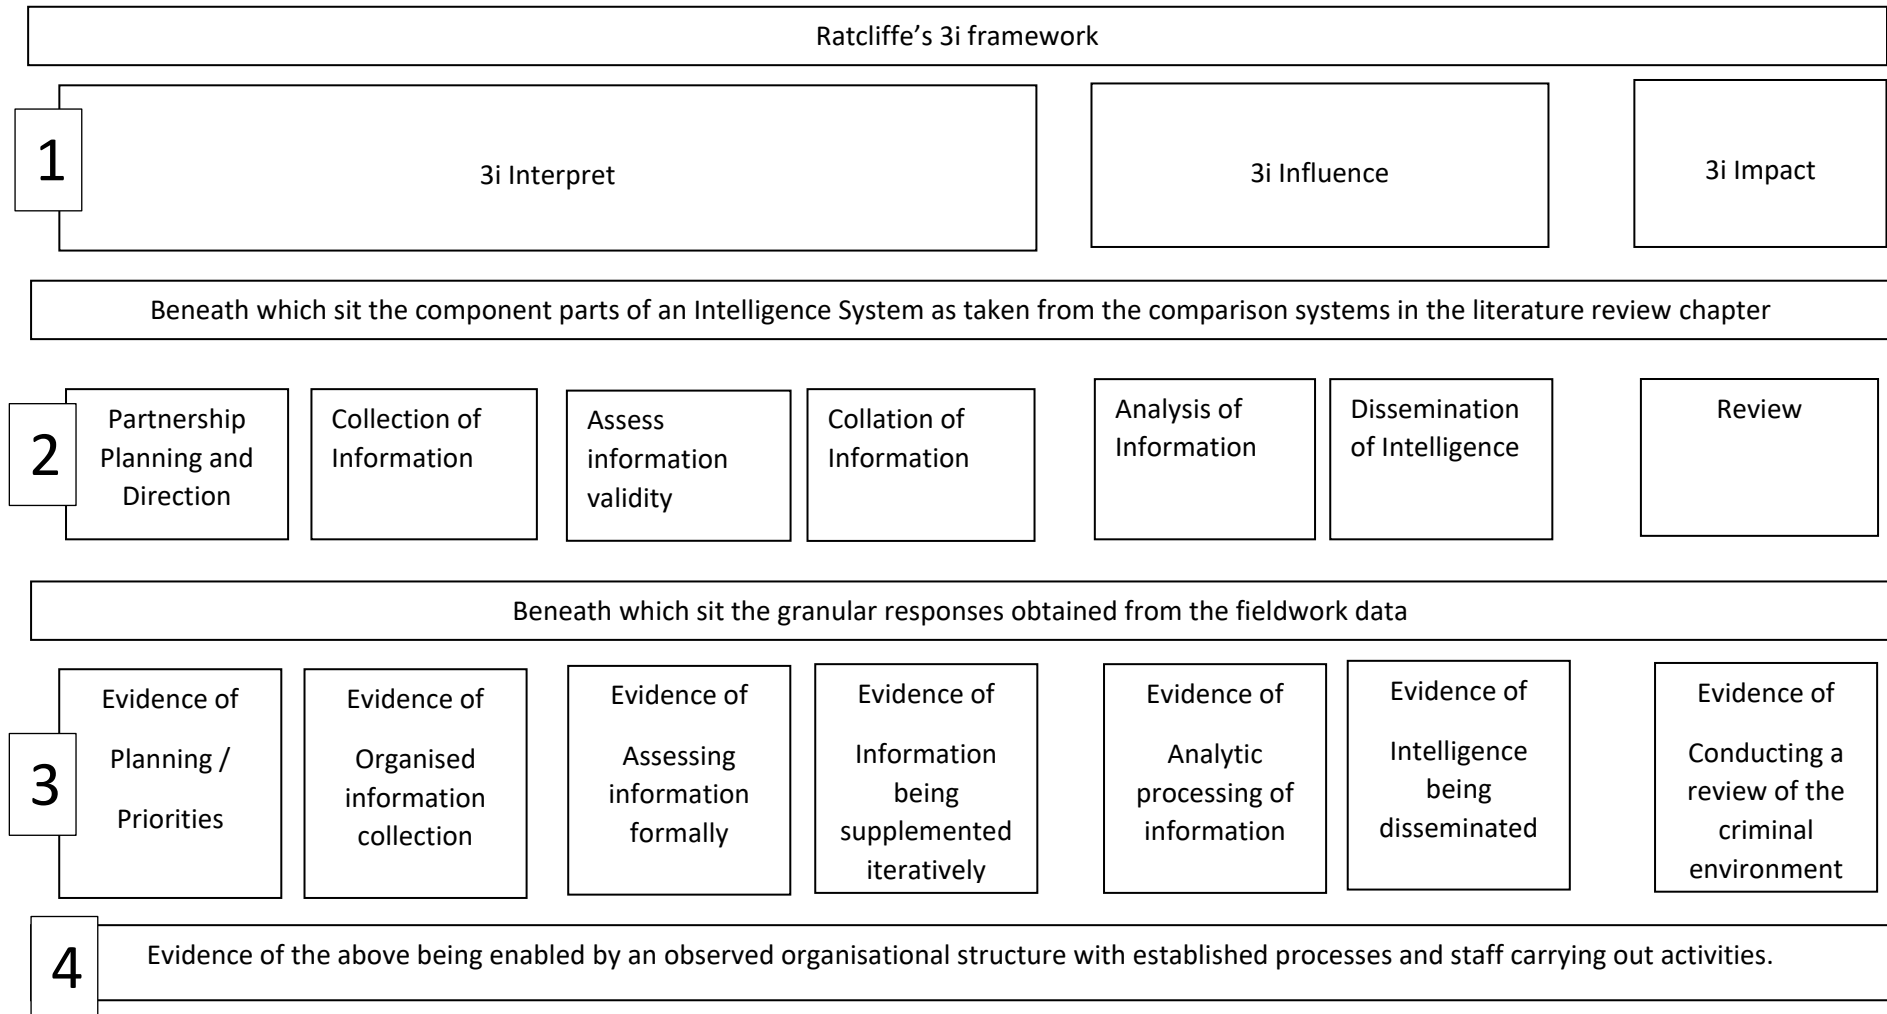 Ratcliffe’s 3i framework
1
3i Interpret
3i Influence
3i Impact
Beneath which sit the component parts of an Intelligence System as taken from the comparison systems in the literature review chapter
2
Partnership
Planning and
Direction
Collection of
Information
Assess
information
validity
Collation of
Information
Analysis of
Information
Dissemination
of Intelligence
Review
Beneath which sit the granular responses obtained from the fieldwork data
3
Evidence of
Planning /
Priorities
Evidence of
Organised
information
collection
Evidence of
Assessing
information
formally
Evidence of
Information
being
supplemented
iteratively
Evidence of
Analytic
processing of
information
Evidence of
Intelligence
being
disseminated
Evidence of
Conducting a
review of the
criminal
environment
4
Evidence of the above being enabled by an observed organisational structure with established processes and staff carrying out activities.